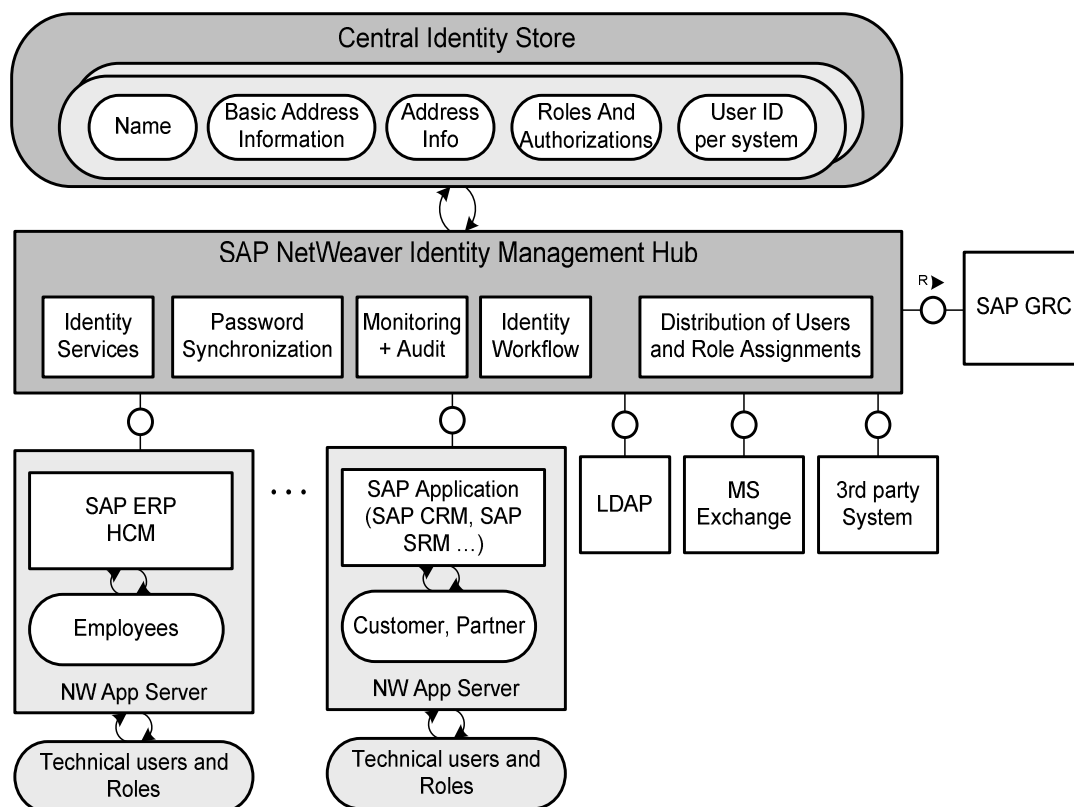 Central Identity Store
Name
Basic Address
Information
Address
Info
Roles And
Authorizations
User ID
per system
SAP NetWeaver Identity Management Hub
Identity
Services
Password
Synchronization
Monitoring
+ Audit
Identity
Workflow
Distribution of Users
and Role Assignments
R
SAP GRC
SAP ERP
HCM
Employees
NW App Server
Technical users and
Roles
...
SAP Application
(SAP CRM, SAP
SRM ...)
Customer, Partner
NW App Server
Technical users and
Roles
LDAP
MS
Exchange
3rd party
System